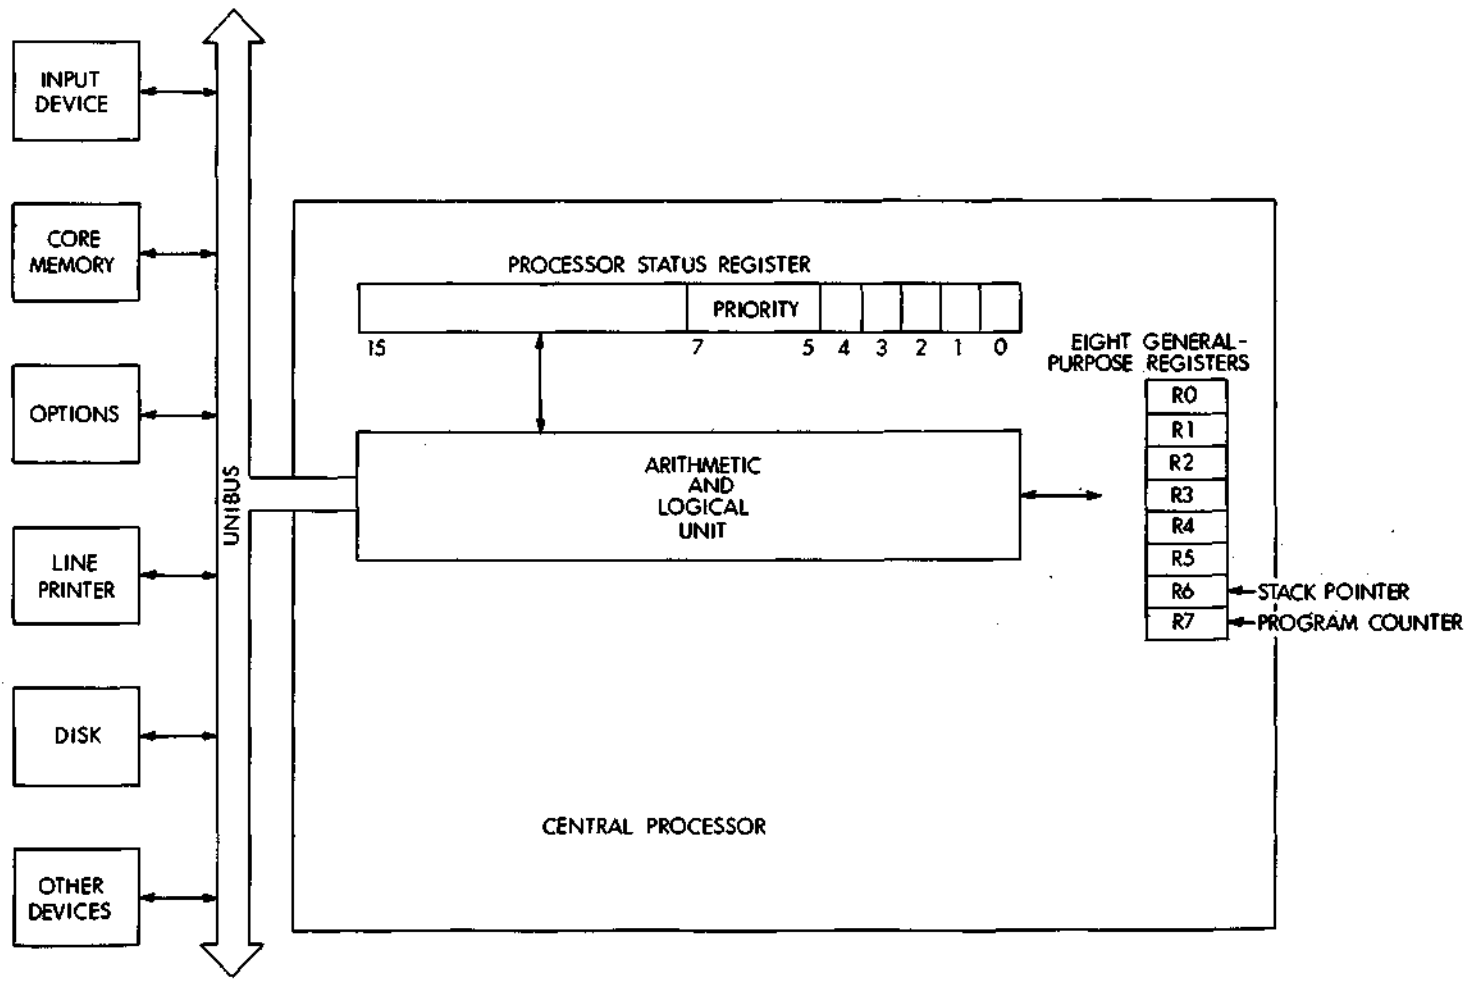 INPUT
DEVICE
CORE
MEMORY
OPTIONS
LINE
PRINTER
DISK
OTHER
DEVICES
UNIBUS
PROCESSOR STATUS REGISTER
PRIORITY
15 7 5 4 3 2 1 0
ARITHMETIC
AND
LOGICAL
UNIT
EIGHT GENERAL-
PURPOSE REGISTERS
R0
R1
R2
R3
R4
R5
R6
R7
STACK POINTER
PROGRAM COUNTER
CENTRAL PROCESSOR